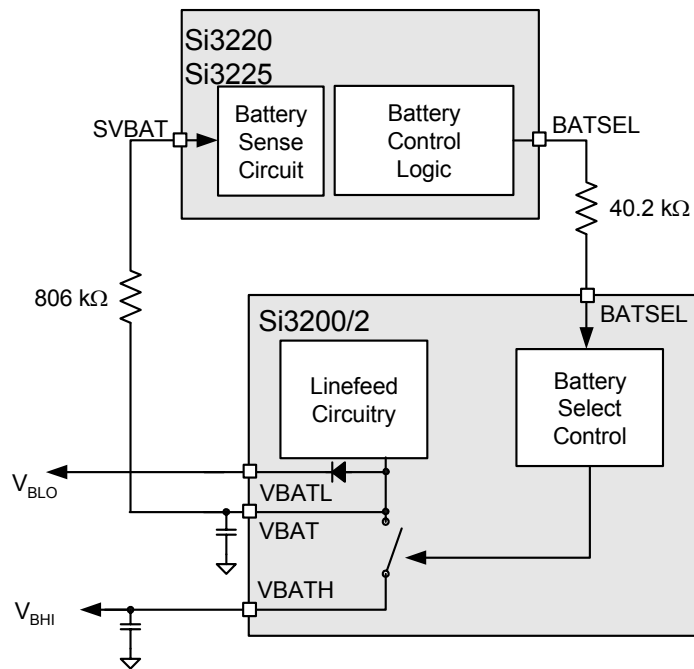 Si3220
Si3225
SVBAT
Battery
Sense
Circuit
Battery
Control
Logic
BATSEL
40.2 kΩ
806 kΩ
Si3200/2
BATSEL
Linefeed
Circuitry
Battery
Select
Control
VBLO
VBATL
VBAT
VBATH
VBHI